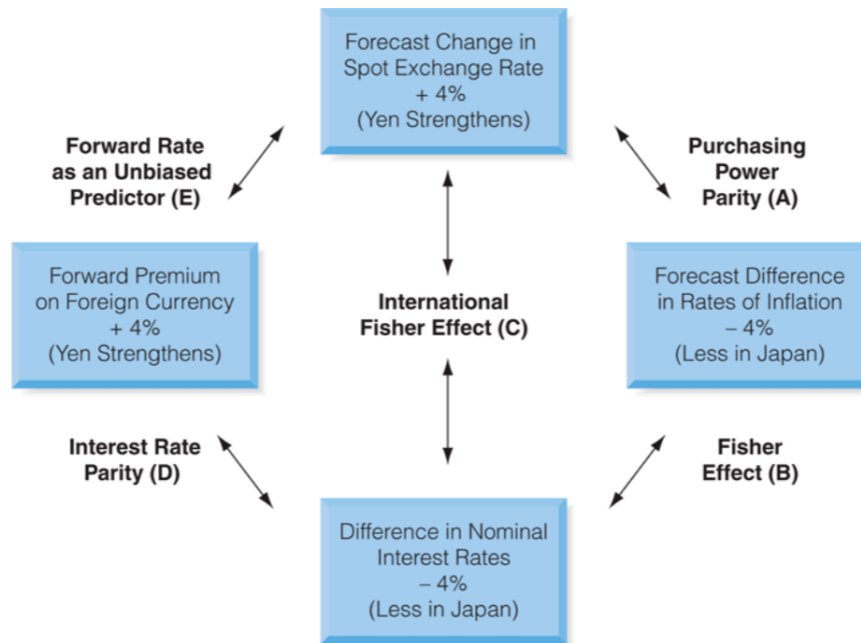 Forecast Change in
Spot Exchange Rate
+ 4%
(Yen Strengthens)
Forward Rate
as an Unbiased
Predictor (E)
Purchasing
Power
Parity (A)
Forward Premium
on Foreign Currency
+ 4%
(Yen Strengthens)
International
Fisher Effect (C)
Forecast Difference
in Rates of Inflation
– 4%
(Less in Japan)
Interest Rate
Parity (D)
Fisher
Effect (B)
Difference in Nominal
Interest Rates
– 4%
(Less in Japan)